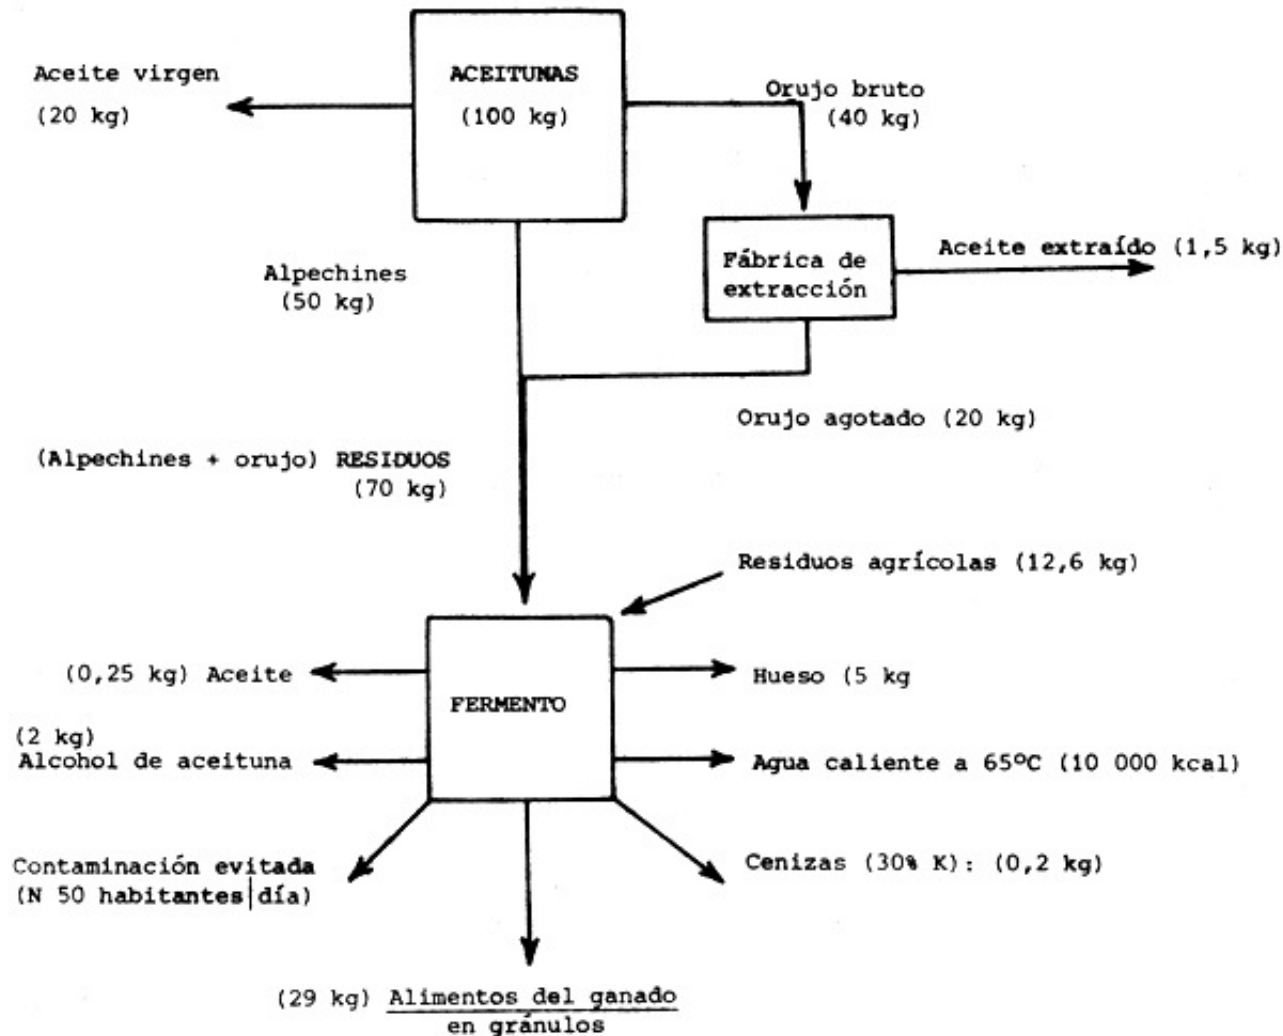 Aceite virgen
(20 kg)
ACEITUNAS
(100 kg)
Orujo bruto
(40 kg)
Fábrica de
extracción
Aceite extraído (1,5 kg)
Alpechines
(50 kg)
Orujo agotado (20 kg)
(Alpechines + orujo) RESIDUOS
(70 kg)
Residuos agrícolas (12,6 kg)
(0,25 kg) Aceite
FERMENTO
Hueso (5 kg
(2 kg)
Alcohol de aceituna
Agua caliente a 65ºC (10 000 kcal)
Contaminación evitada
(N 50 habitantes|día)
Cenizas (30% K): (0,2 kg)
(29 kg) Alimentos del ganado
en gránulos